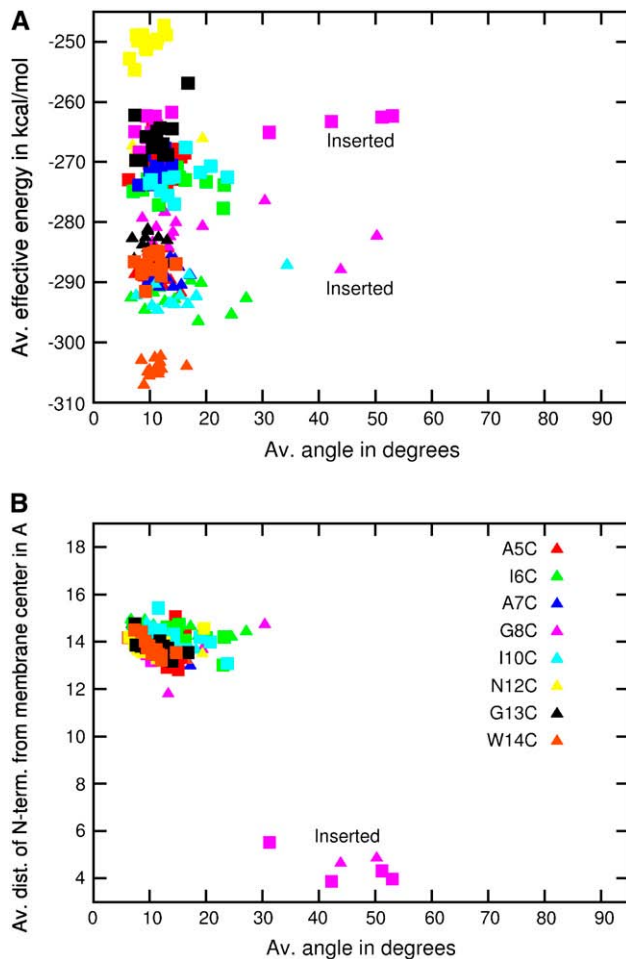 A
Av. effective energy in kcal/mol
-250
-260
-270
-280
-290
-300
-310
Inserted
Inserted
0 10 20 30 40 50 60 70 80 90
Av. angle in degrees
B
Av. dist. of N-term. from membrane center in A
18
16
14
12
10
8
6
4
A5C
I6C
A7C
G8C
I10C
N12C
G13C
W14C
Inserted
0 10 20 30 40 50 60 70 80 90
Av. angle in degrees